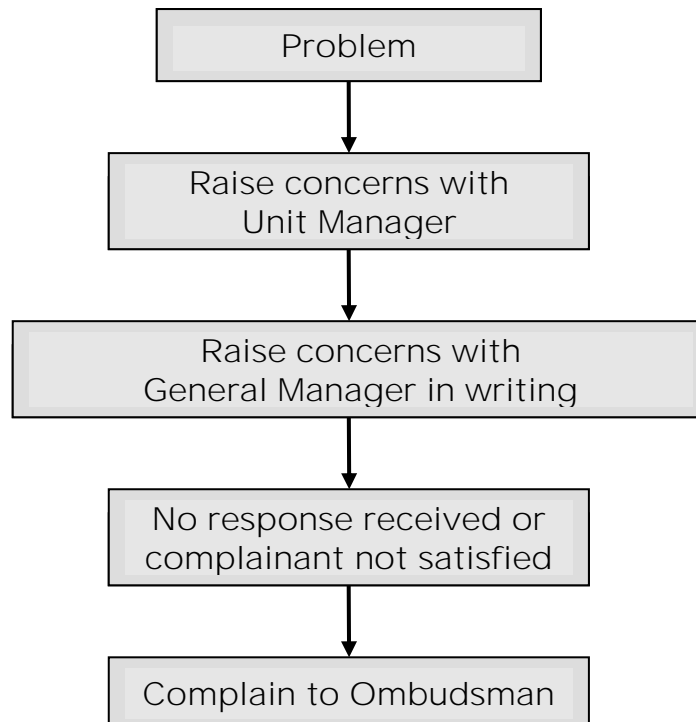 Problem
Raise concerns with
Unit Manager
Raise concerns with
General Manager in writing
No response received or
complainant not satisfied
Complain to Ombudsman